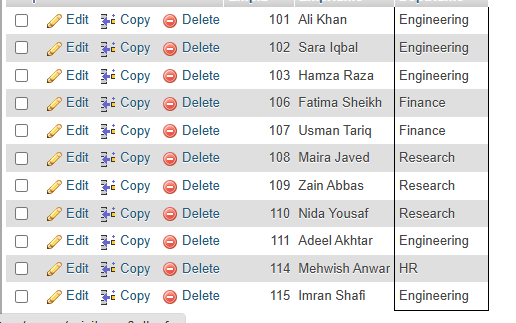 Edit Copy Delete 101 Ali Khan Engineering
Edit Copy Delete 102 Sara Iqbal Engineering
Edit Copy Delete 103 Hamza Raza Engineering
Edit Copy Delete 106 Fatima Sheikh Finance
Edit Copy Delete 107 Usman Tariq Finance
Edit Copy Delete 108 Maira Javed Research
Edit Copy Delete 109 Zain Abbas Research
Edit Copy Delete 110 Nida Yousaf Research
Edit Copy Delete 111 Adeel Akhtar Engineering
Edit Copy Delete 114 Mehwish Anwar HR
Edit Copy Delete 115 Imran Shafi Engineering